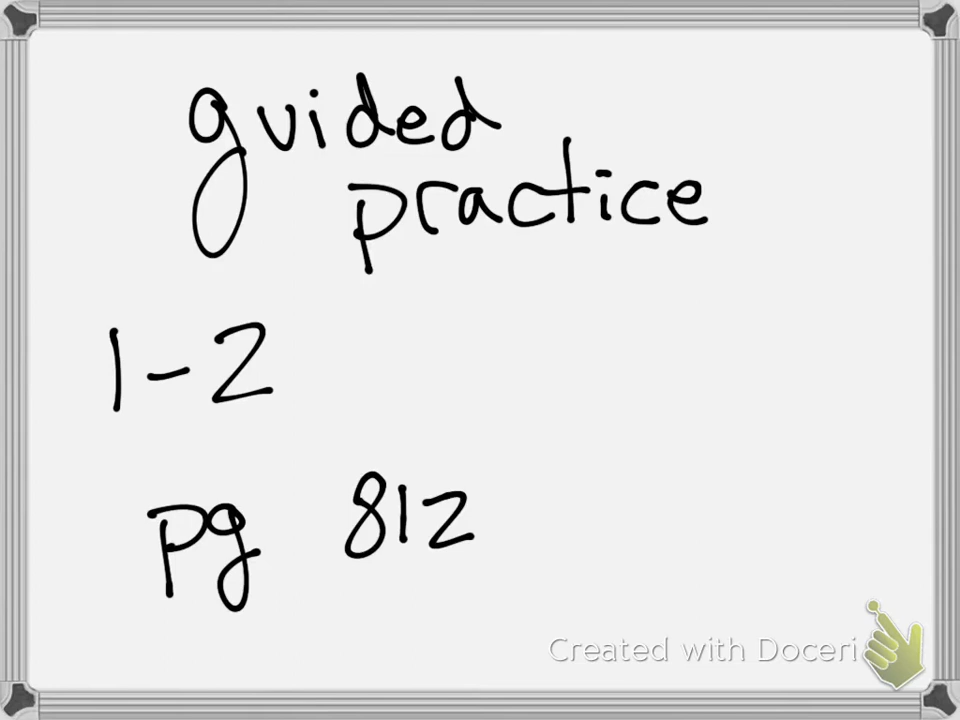 guided
practice
1-2
pg 812
Created with Doceri